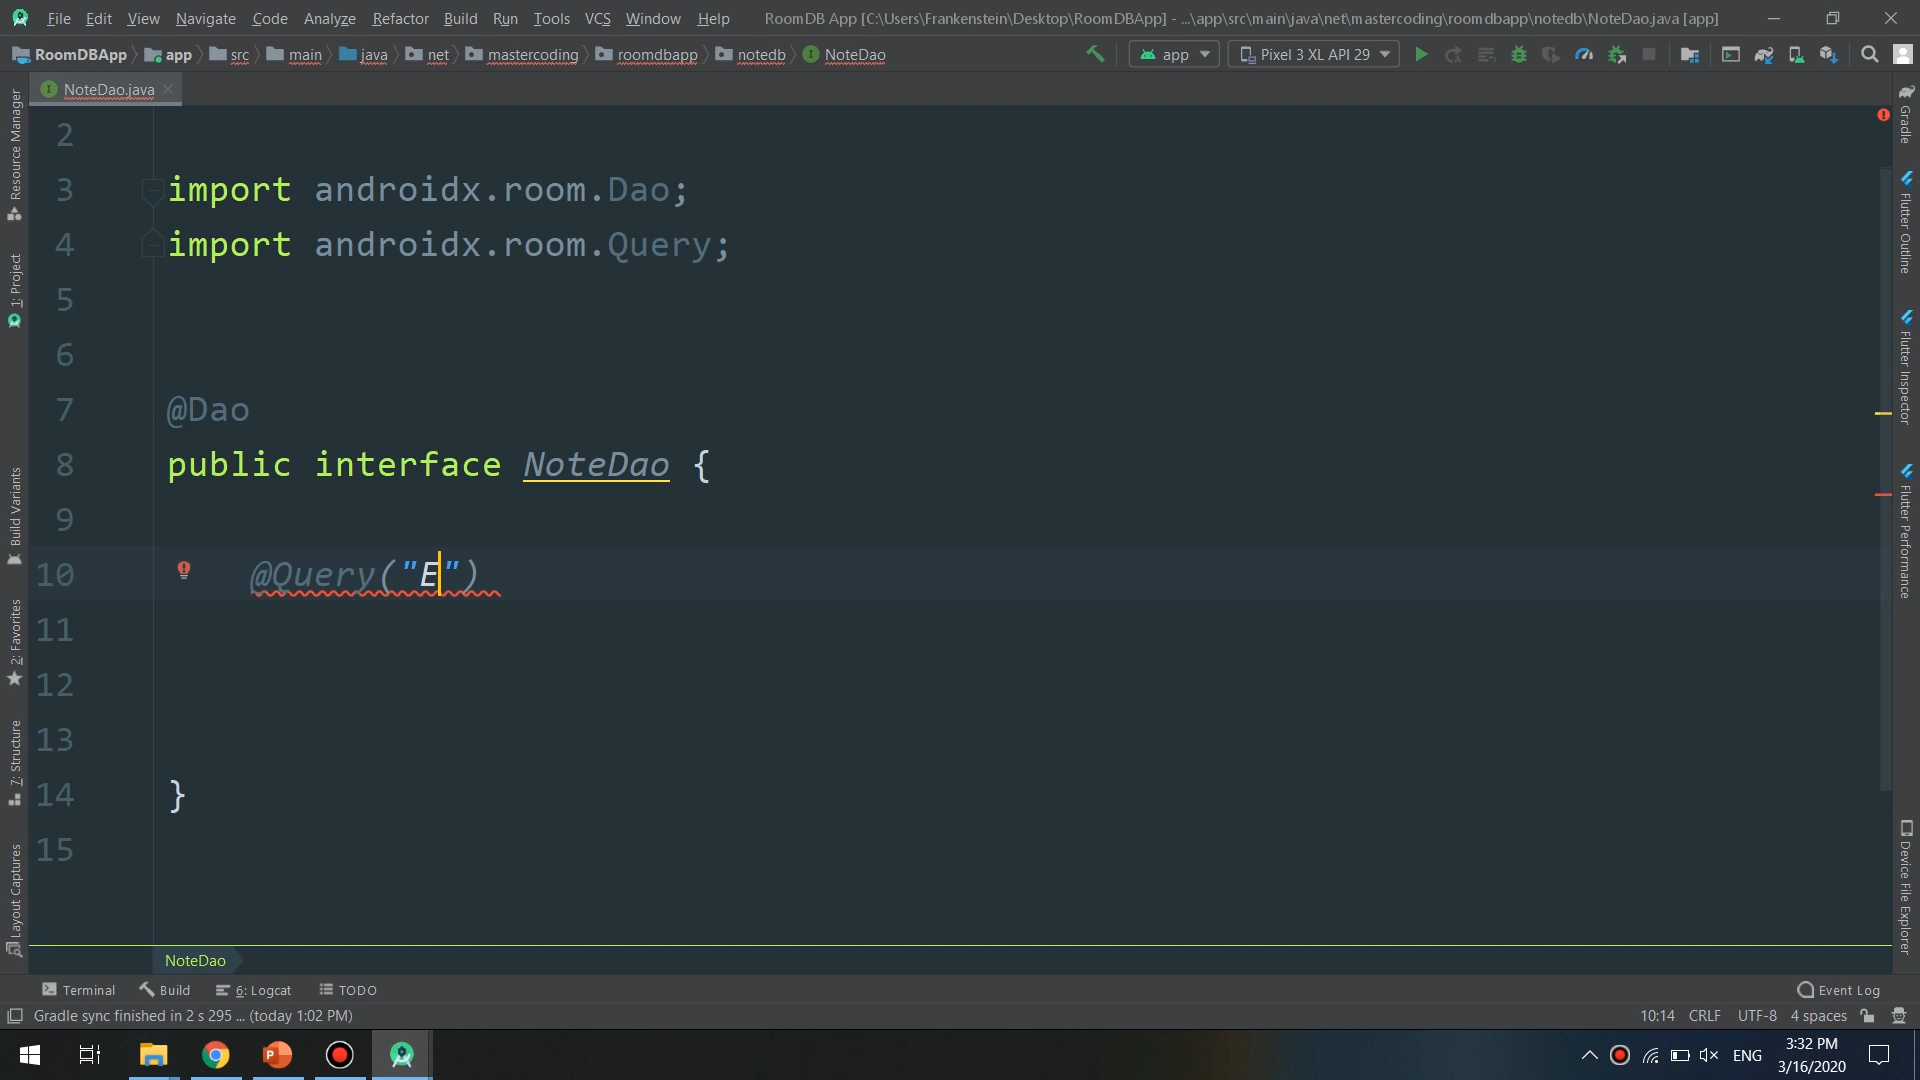 File Edit View Navigate Code Analyze Refactor Build Run Tools VCS Window Help RoomDB App [C:\Users\Frankenstein\Desktop\RoomDBApp] - ...\app\src\main\java\net\mastercoding\roomdbapp\notedb\NoteDao.java [app]
RoomDBApp app src main java net mastercoding roomdbapp notedb NoteDao app Pixel 3 XL API 29
NoteDao.java
2
3 import androidx.room.Dao;
4 import androidx.room.Query;
5
6
7 @Dao
8 public interface NoteDao {
9
10 @Query("E")
11
12
13
14 }
15
NoteDao
Resource Manager
1: Project
Build Variants
2: Favorites
7: Structure
Layout Captures
Gradle
Flutter Outline
Flutter Inspector
Flutter Performance
Device File Explorer
Terminal Build 6: Logcat TODO Event Log
Gradle sync finished in 2 s 295 ... (today 1:02 PM) 10:14 CRLF UTF-8 4 spaces
ENG 3:32 PM
3/16/2020